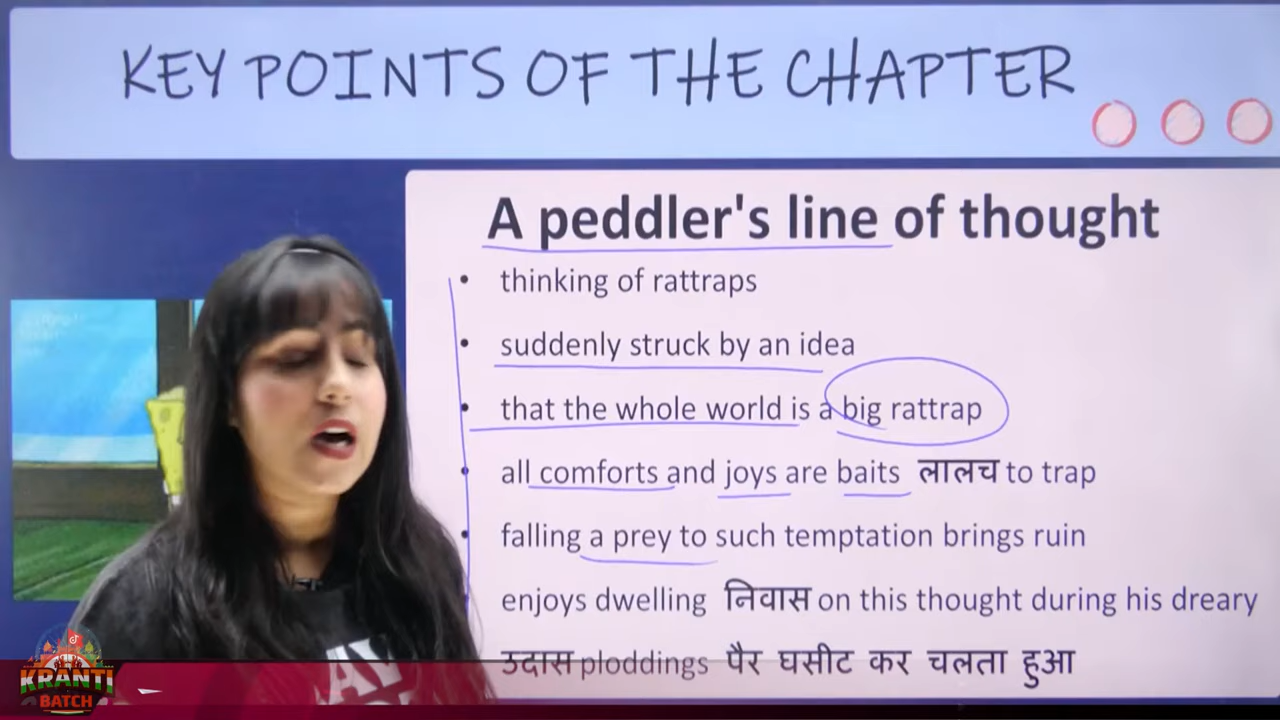 KEY POINTS OF THE CHAPTER
A peddler's line of thought
• thinking of rattraps
• suddenly struck by an idea
• that the whole world is a big rattrap
• all comforts and joys are baits लालच to trap
• falling a prey to such temptation brings ruin
enjoys dwelling निवास on this thought during his dreary
उदास ploddings पैर घसीट कर चलता हुआ
KRANTI
BATCH